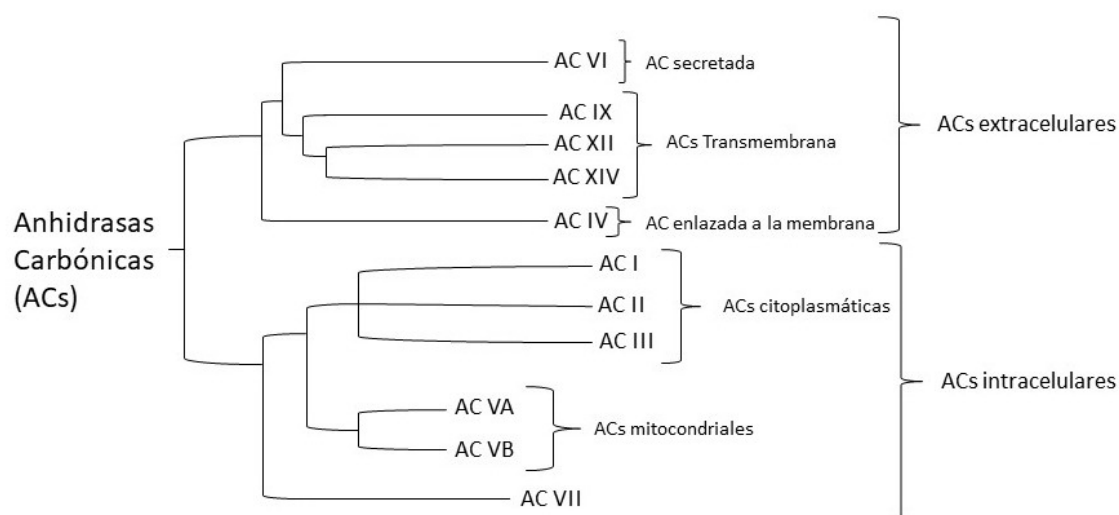 AC VI
AC secretada
AC IX
AC XII
AC XIV
ACs Transmembrana
ACs extracelulares
AC IV
AC enlazada a la membrana
Anhidrasas
Carbónicas
(ACs)
AC I
AC II
AC III
ACs citoplasmáticas
AC VA
AC VB
ACs mitocondriales
AC VII
ACs intracelulares